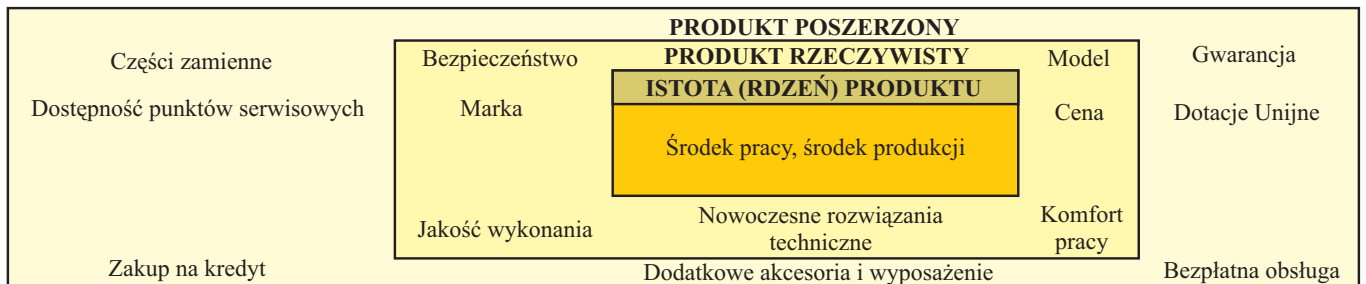 PRODUKT POSZERZONY
Części zamienne
Bezpieczeństwo
PRODUKT RZECZYWISTY
Model
Gwarancja
ISTOTA (RDZEŃ) PRODUKTU
Dostępność punktów serwisowych
Marka
Cena
Dotacje Unijne
Środek pracy, środek produkcji
Jakość wykonania
Nowoczesne rozwiązania
techniczne
Komfort
pracy
Zakup na kredyt
Dodatkowe akcesoria i wyposażenie
Bezpłatna obsługa